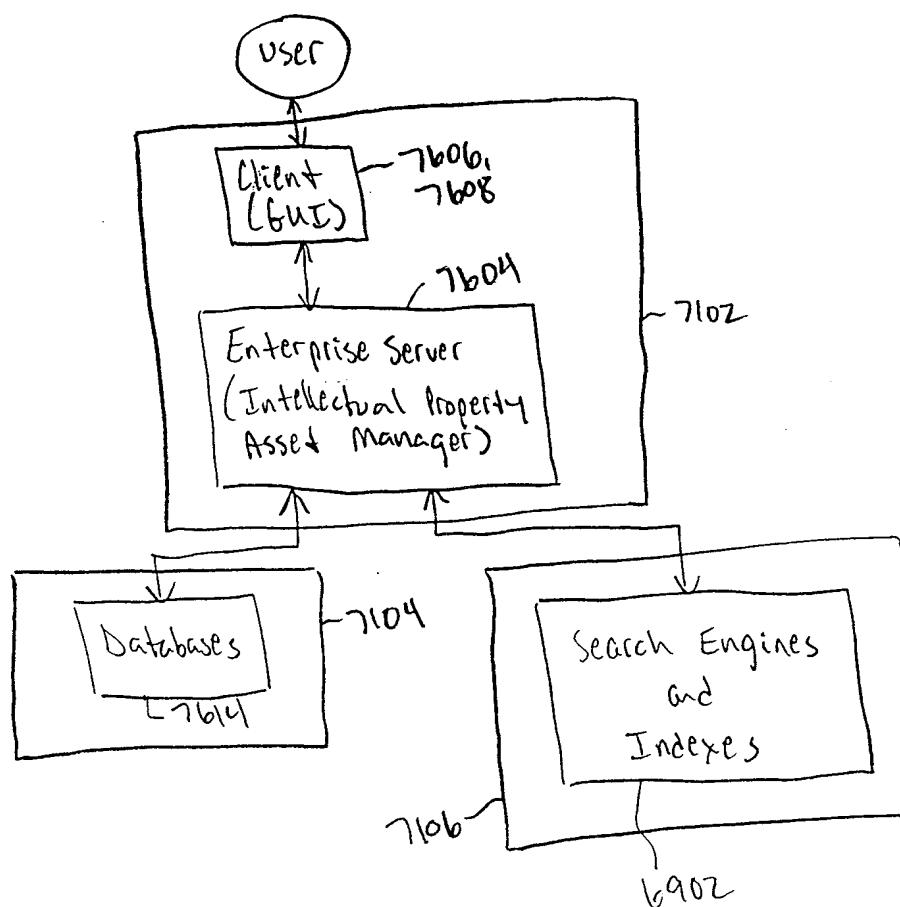 user
Client
(GUI)
7606,
7608
7604
Enterprise Server
(Intellectual Property
Asset Manager)
7102
Databases
7614
7104
Search Engines
and
Indexes
7106
6902